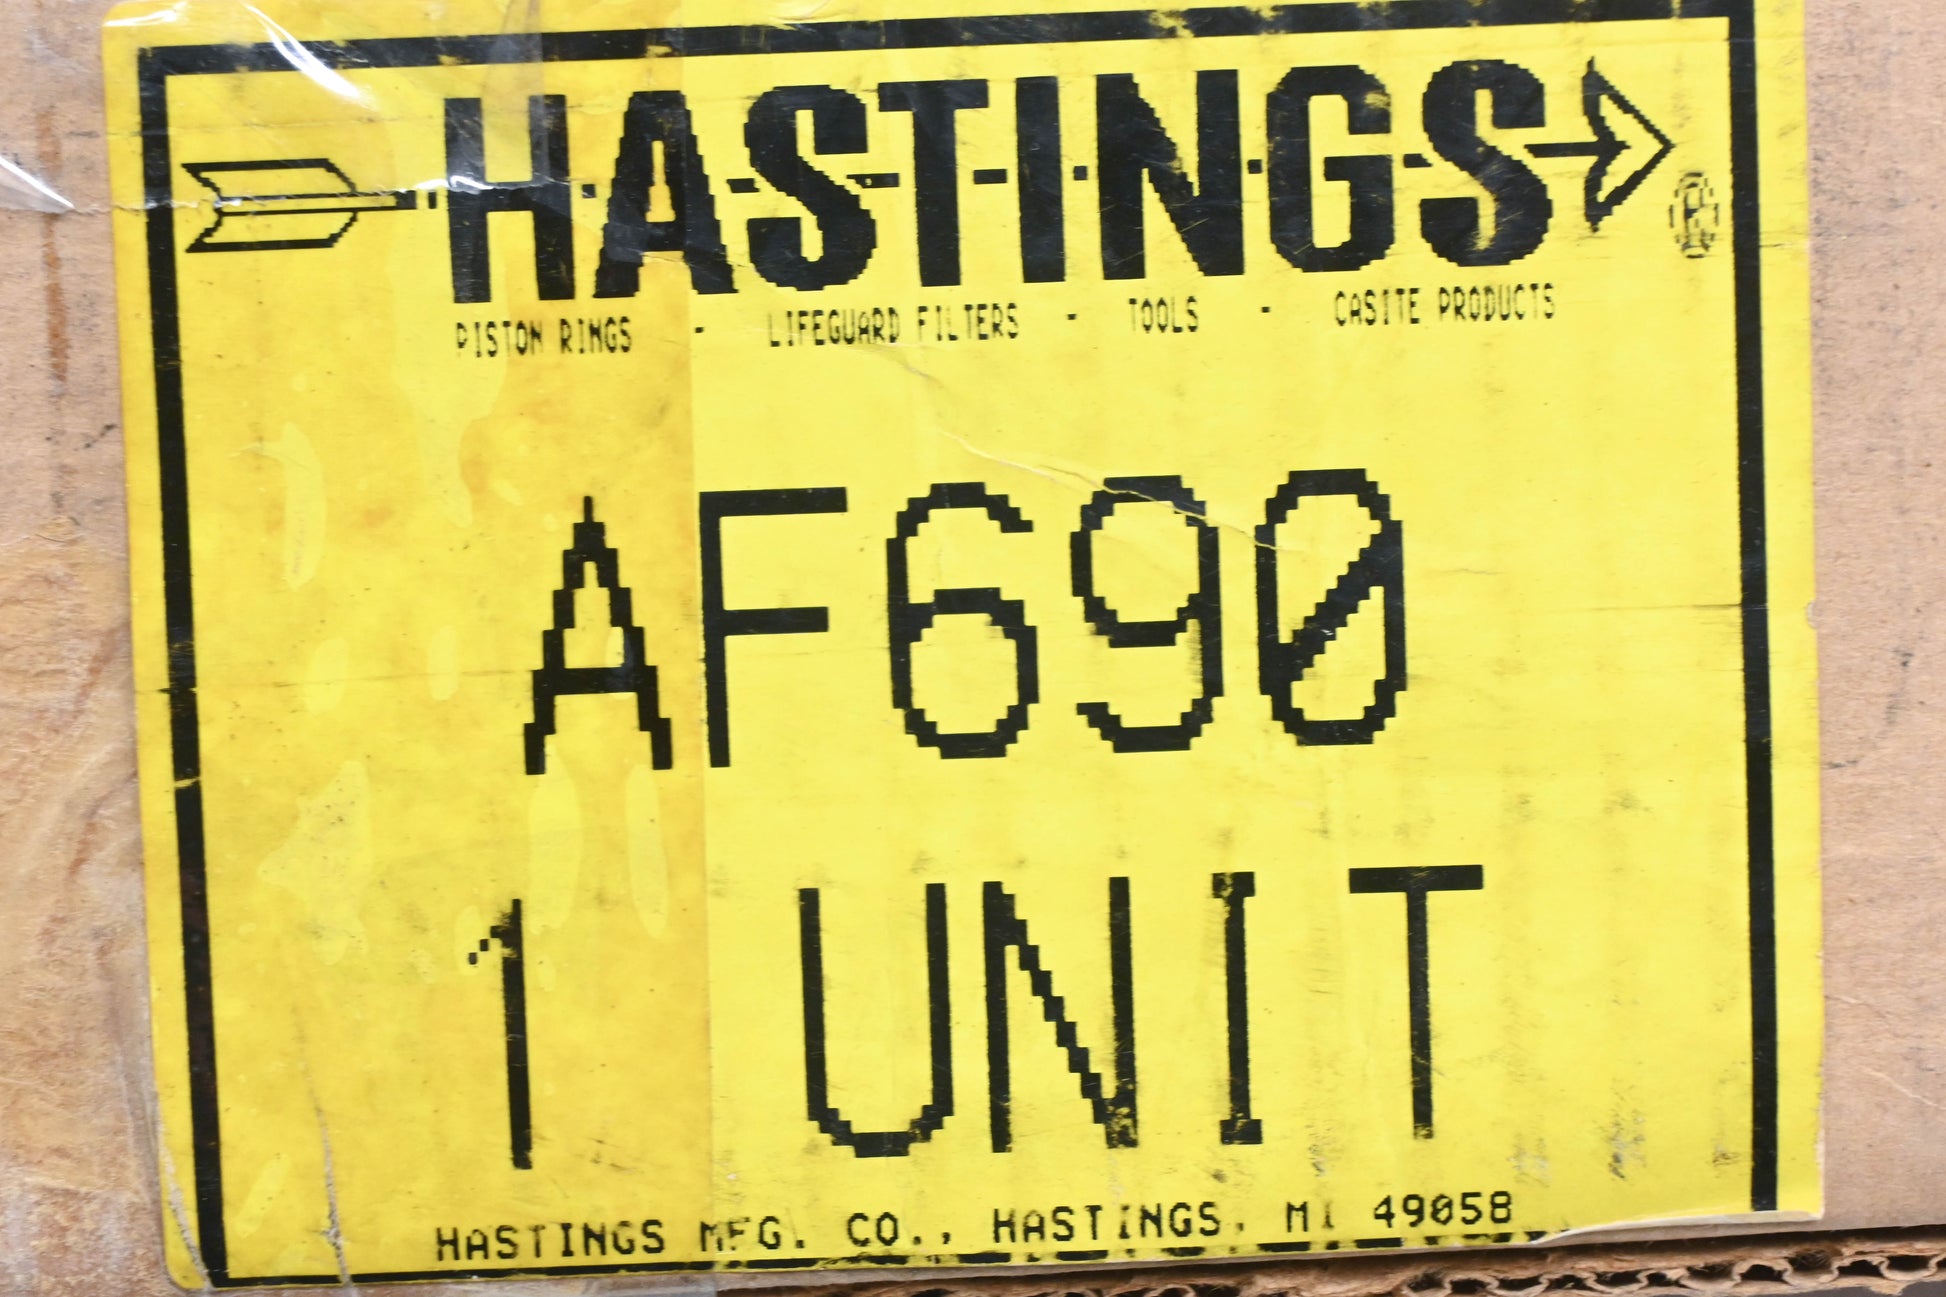 HASTINGS ®
PISTON RINGS - LIFEGUARD FILTERS - TOOLS - CASITE PRODUCTS
AF690
1 UNIT
HASTINGS MFG. CO., HASTINGS, MI 49058